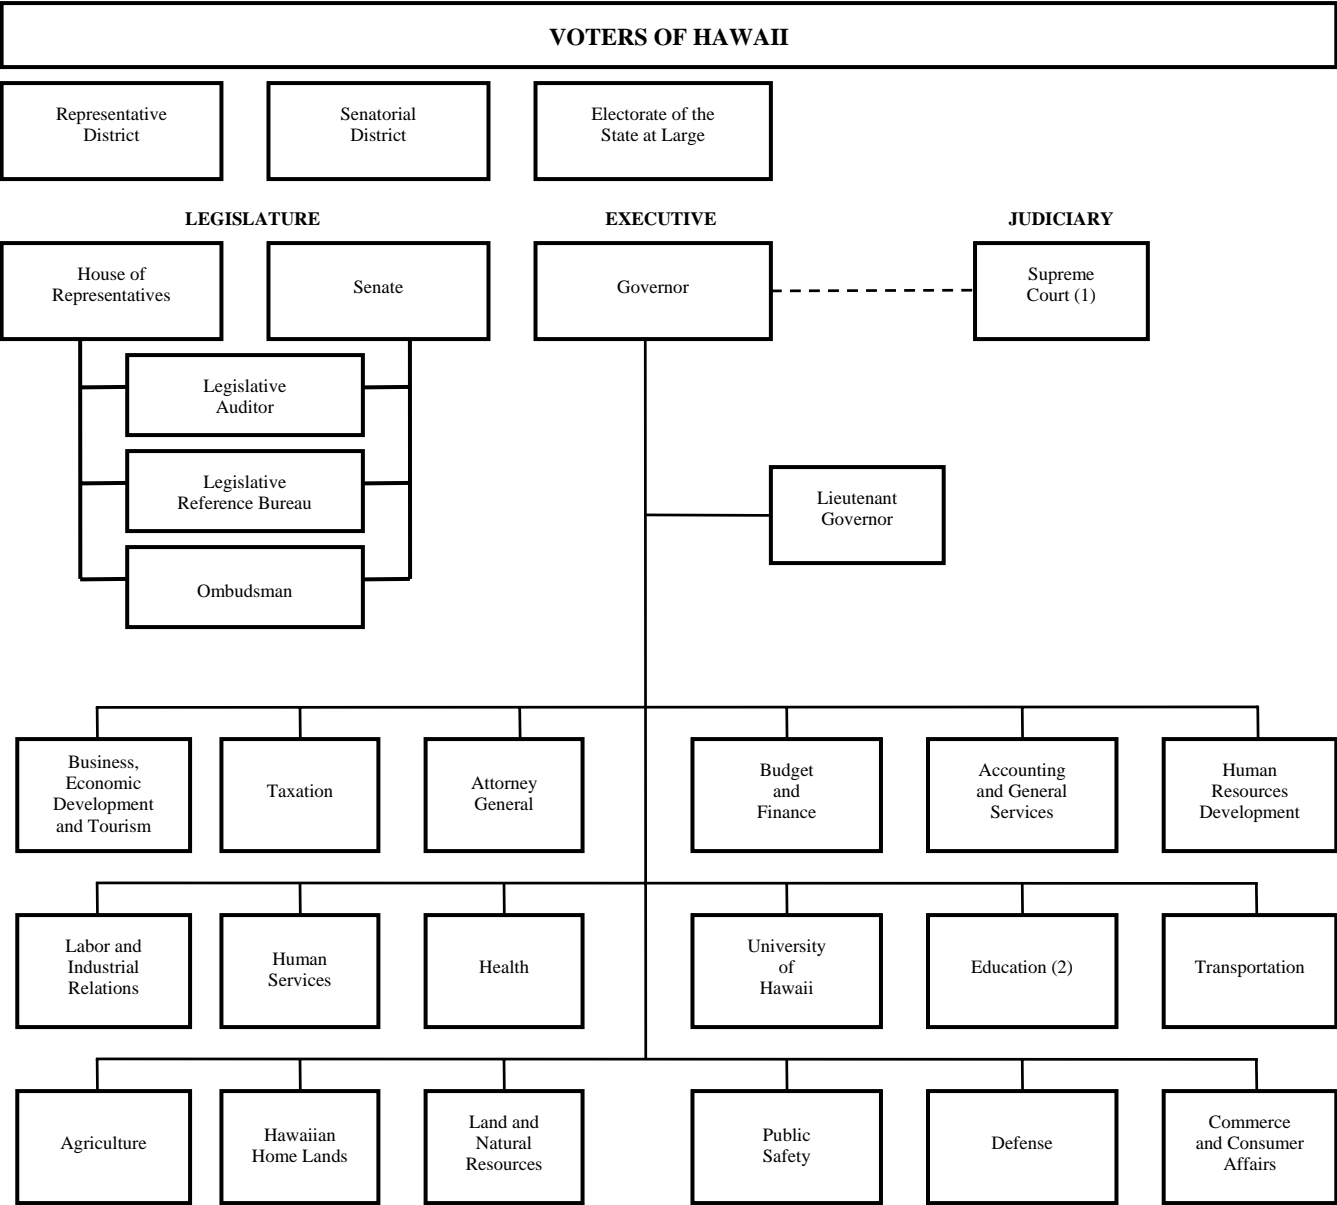 VOTERS OF HAWAII
Representative
District
Senatorial
District
Electorate of the
State at Large
LEGISLATURE
EXECUTIVE
JUDICIARY
House of
Representatives
Senate
Governor
Supreme
Court (1)
Legislative
Auditor
Legislative
Reference Bureau
Ombudsman
Lieutenant
Governor
Business,
Economic
Development
and Tourism
Taxation
Attorney
General
Budget
and
Finance
Accounting
and General
Services
Human
Resources
Development
Labor and
Industrial
Relations
Human
Services
Health
University
of
Hawaii
Education (2)
Transportation
Agriculture
Hawaiian
Home Lands
Land and
Natural
Resources
Public
Safety
Defense
Commerce
and Consumer
Affairs